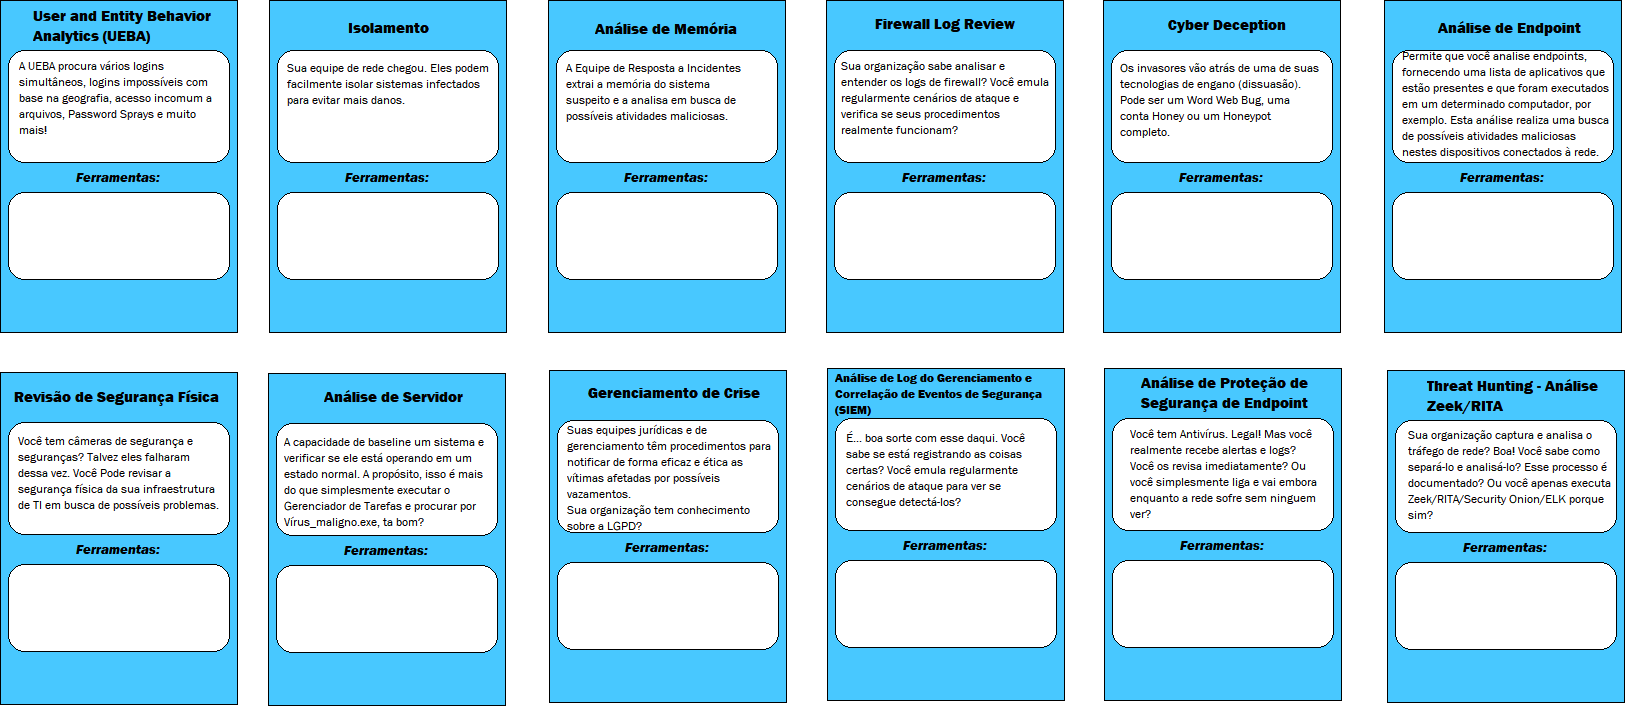 User and Entity Behavior
Analytics (UEBA)
A UEBA procura vários logins
simultâneos, logins impossíveis com
base na geografia, acesso incomum a
arquivos, Password Sprays e muito
mais!
Ferramentas:
Isolamento
Sua equipe de rede chegou. Eles podem
facilmente isolar sistemas infectados
para evitar mais danos.
Ferramentas:
Análise de Memória
A Equipe de Resposta a Incidentes
extrai a memória do sistema
suspeito e a analisa em busca de
possíveis atividades maliciosas.
Ferramentas:
Firewall Log Review
Sua organização sabe analisar e
entender os logs de firewall? Você emula
regularmente cenários de ataque e
verifica se seus procedimentos
realmente funcionam?
Ferramentas:
Cyber Deception
Os invasores vão atrás de uma de suas
tecnologias de engano (dissuasão).
Pode ser um Word Web Bug, uma
conta Honey ou um Honeypot
completo.
Ferramentas:
Análise de Endpoint
Permite que você analise endpoints,
fornecendo uma lista de aplicativos que
estão presentes e que foram executados
em um determinado computador, por
exemplo. Esta análise realiza uma busca
de possíveis atividades maliciosas
nestes dispositivos conectados à rede.
Ferramentas:
Revisão de Segurança Física
Você tem câmeras de segurança e
seguranças? Talvez eles falharam
dessa vez. Você Pode revisar a
segurança física da sua infraestrutura
de TI em busca de possíveis problemas.
Ferramentas:
Análise de Servidor
A capacidade de baseline um sistema e
verificar se ele está operando em um
estado normal. A propósito, isso é mais
do que simplesmente executar o
Gerenciador de Tarefas e procurar por
Vírus_maligno.exe, ta bom?
Ferramentas:
Gerenciamento de Crise
Suas equipes jurídicas e de
gerenciamento têm procedimentos para
notificar de forma eficaz e ética as
vítimas afetadas por possíveis
vazamentos.
Sua organização tem conhecimento
sobre a LGPD?
Ferramentas:
Análise de Log do Gerenciamento e
Correlação de Eventos de Segurança
(SIEM)
É... boa sorte com esse daqui. Você
sabe se está registrando as coisas
certas? Você emula regularmente
cenários de ataque para ver se
consegue detectá-los?
Ferramentas:
Análise de Proteção de
Segurança de Endpoint
Você tem Antivírus. Legal! Mas você
realmente recebe alertas e logs?
Você os revisa imediatamente? Ou
você simplesmente liga e vai embora
enquanto a rede sofre sem ninguem
ver?
Ferramentas:
Threat Hunting - Análise
Zeek/RITA
Sua organização captura e analisa o
tráfego de rede? Boa! Você sabe como
separá-lo e analisá-lo? Esse processo é
documentado? Ou você apenas executa
Zeek/RITA/Security Onion/ELK porque
sim?
Ferramentas: